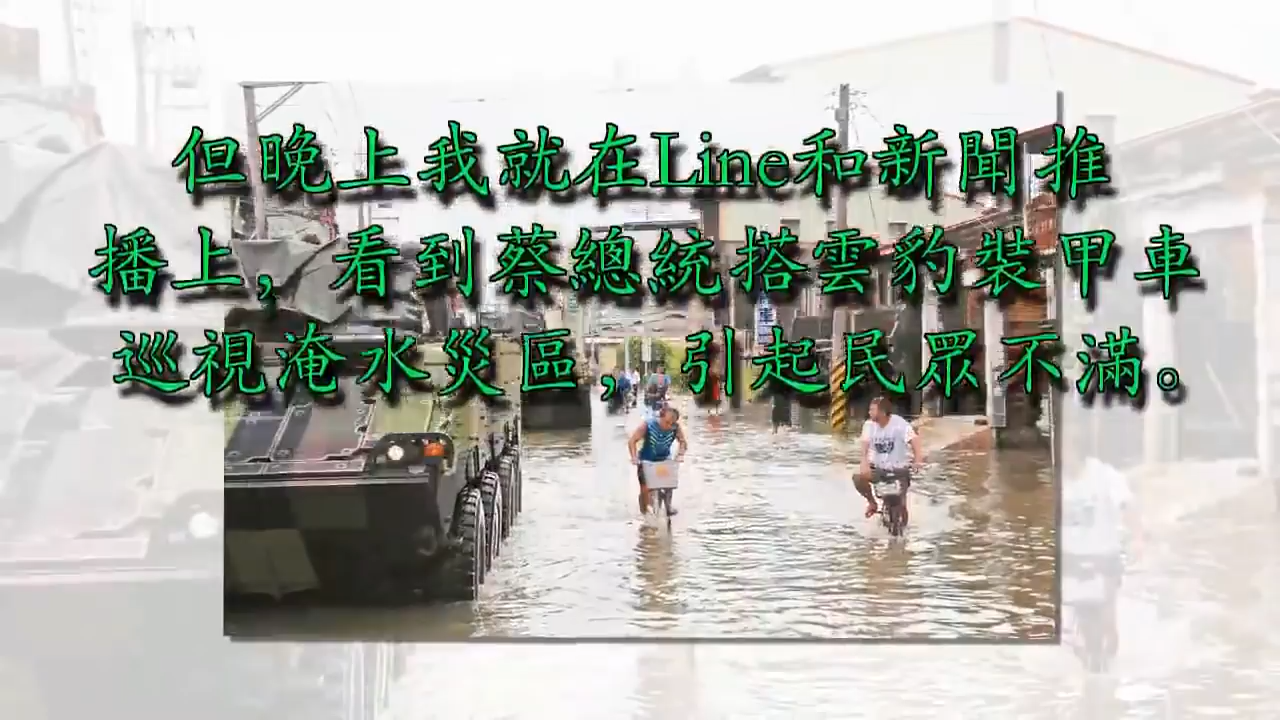 但晚上我就在Line和新聞推
播上，看到蔡總統搭雲豹裝甲車
巡視淹水災區，引起民眾不滿。